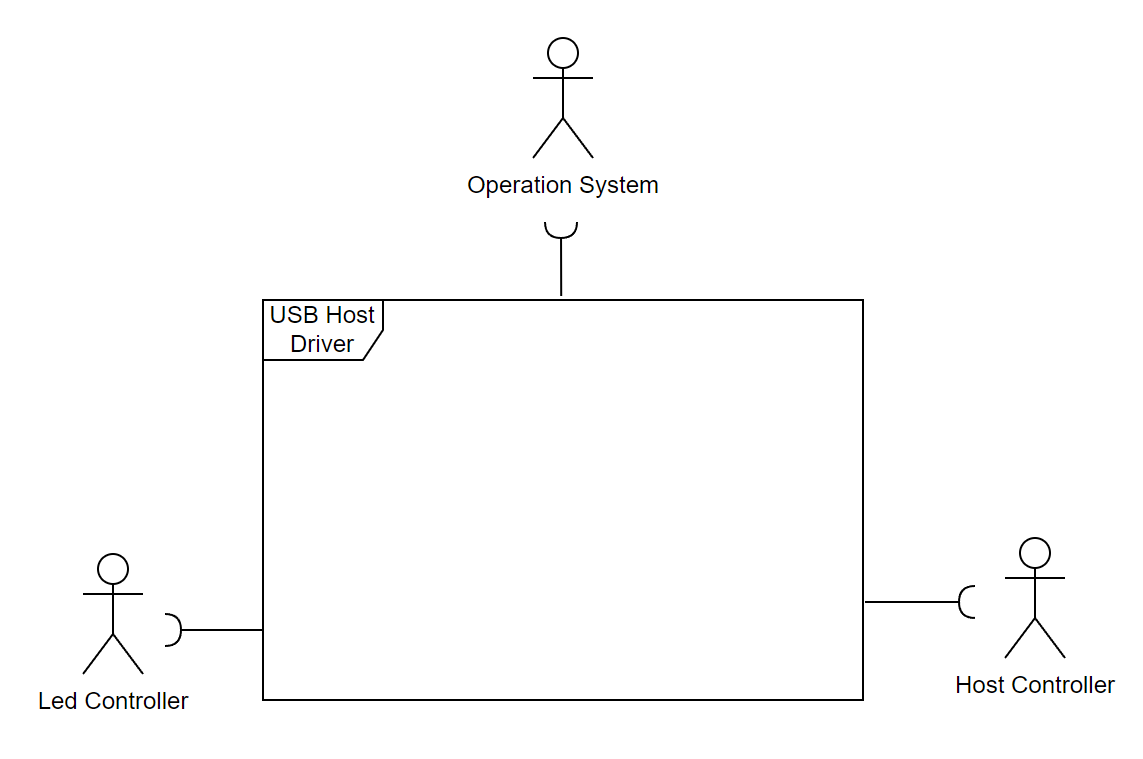 Operation System
USB Host
Driver
Led Controller
Host Controller